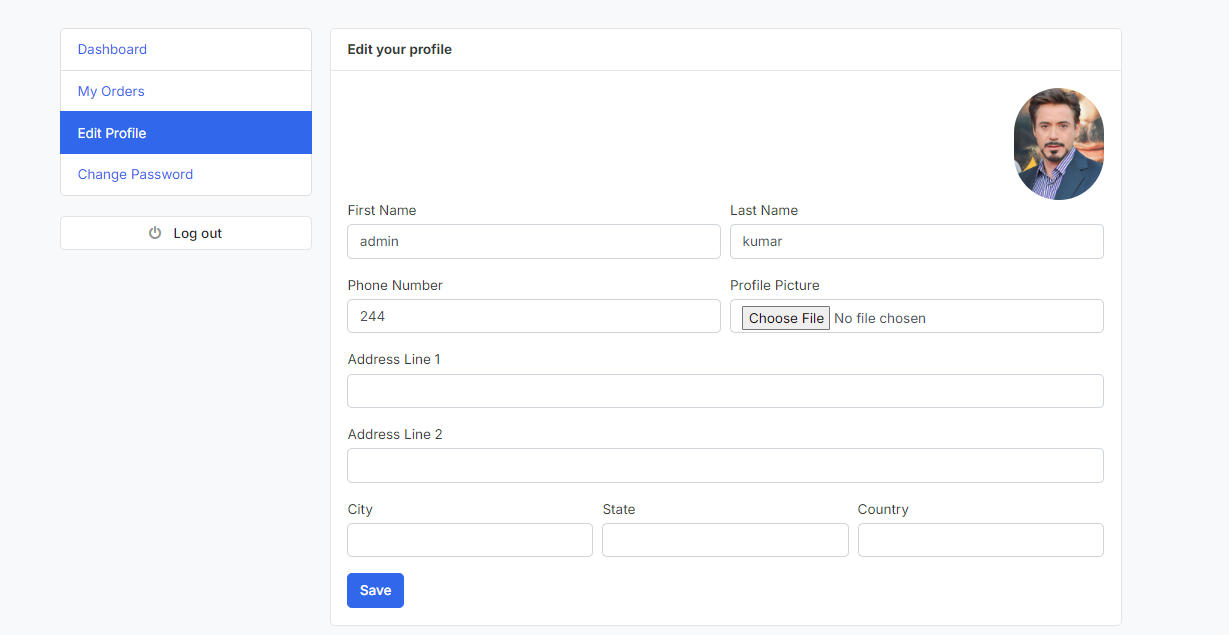 Dashboard
My Orders
Edit Profile
Change Password
Log out
Edit your profile
First Name
Last Name
admin
kumar
Phone Number
Profile Picture
244
Choose File No file chosen
Address Line 1
Address Line 2
City
State
Country
Save